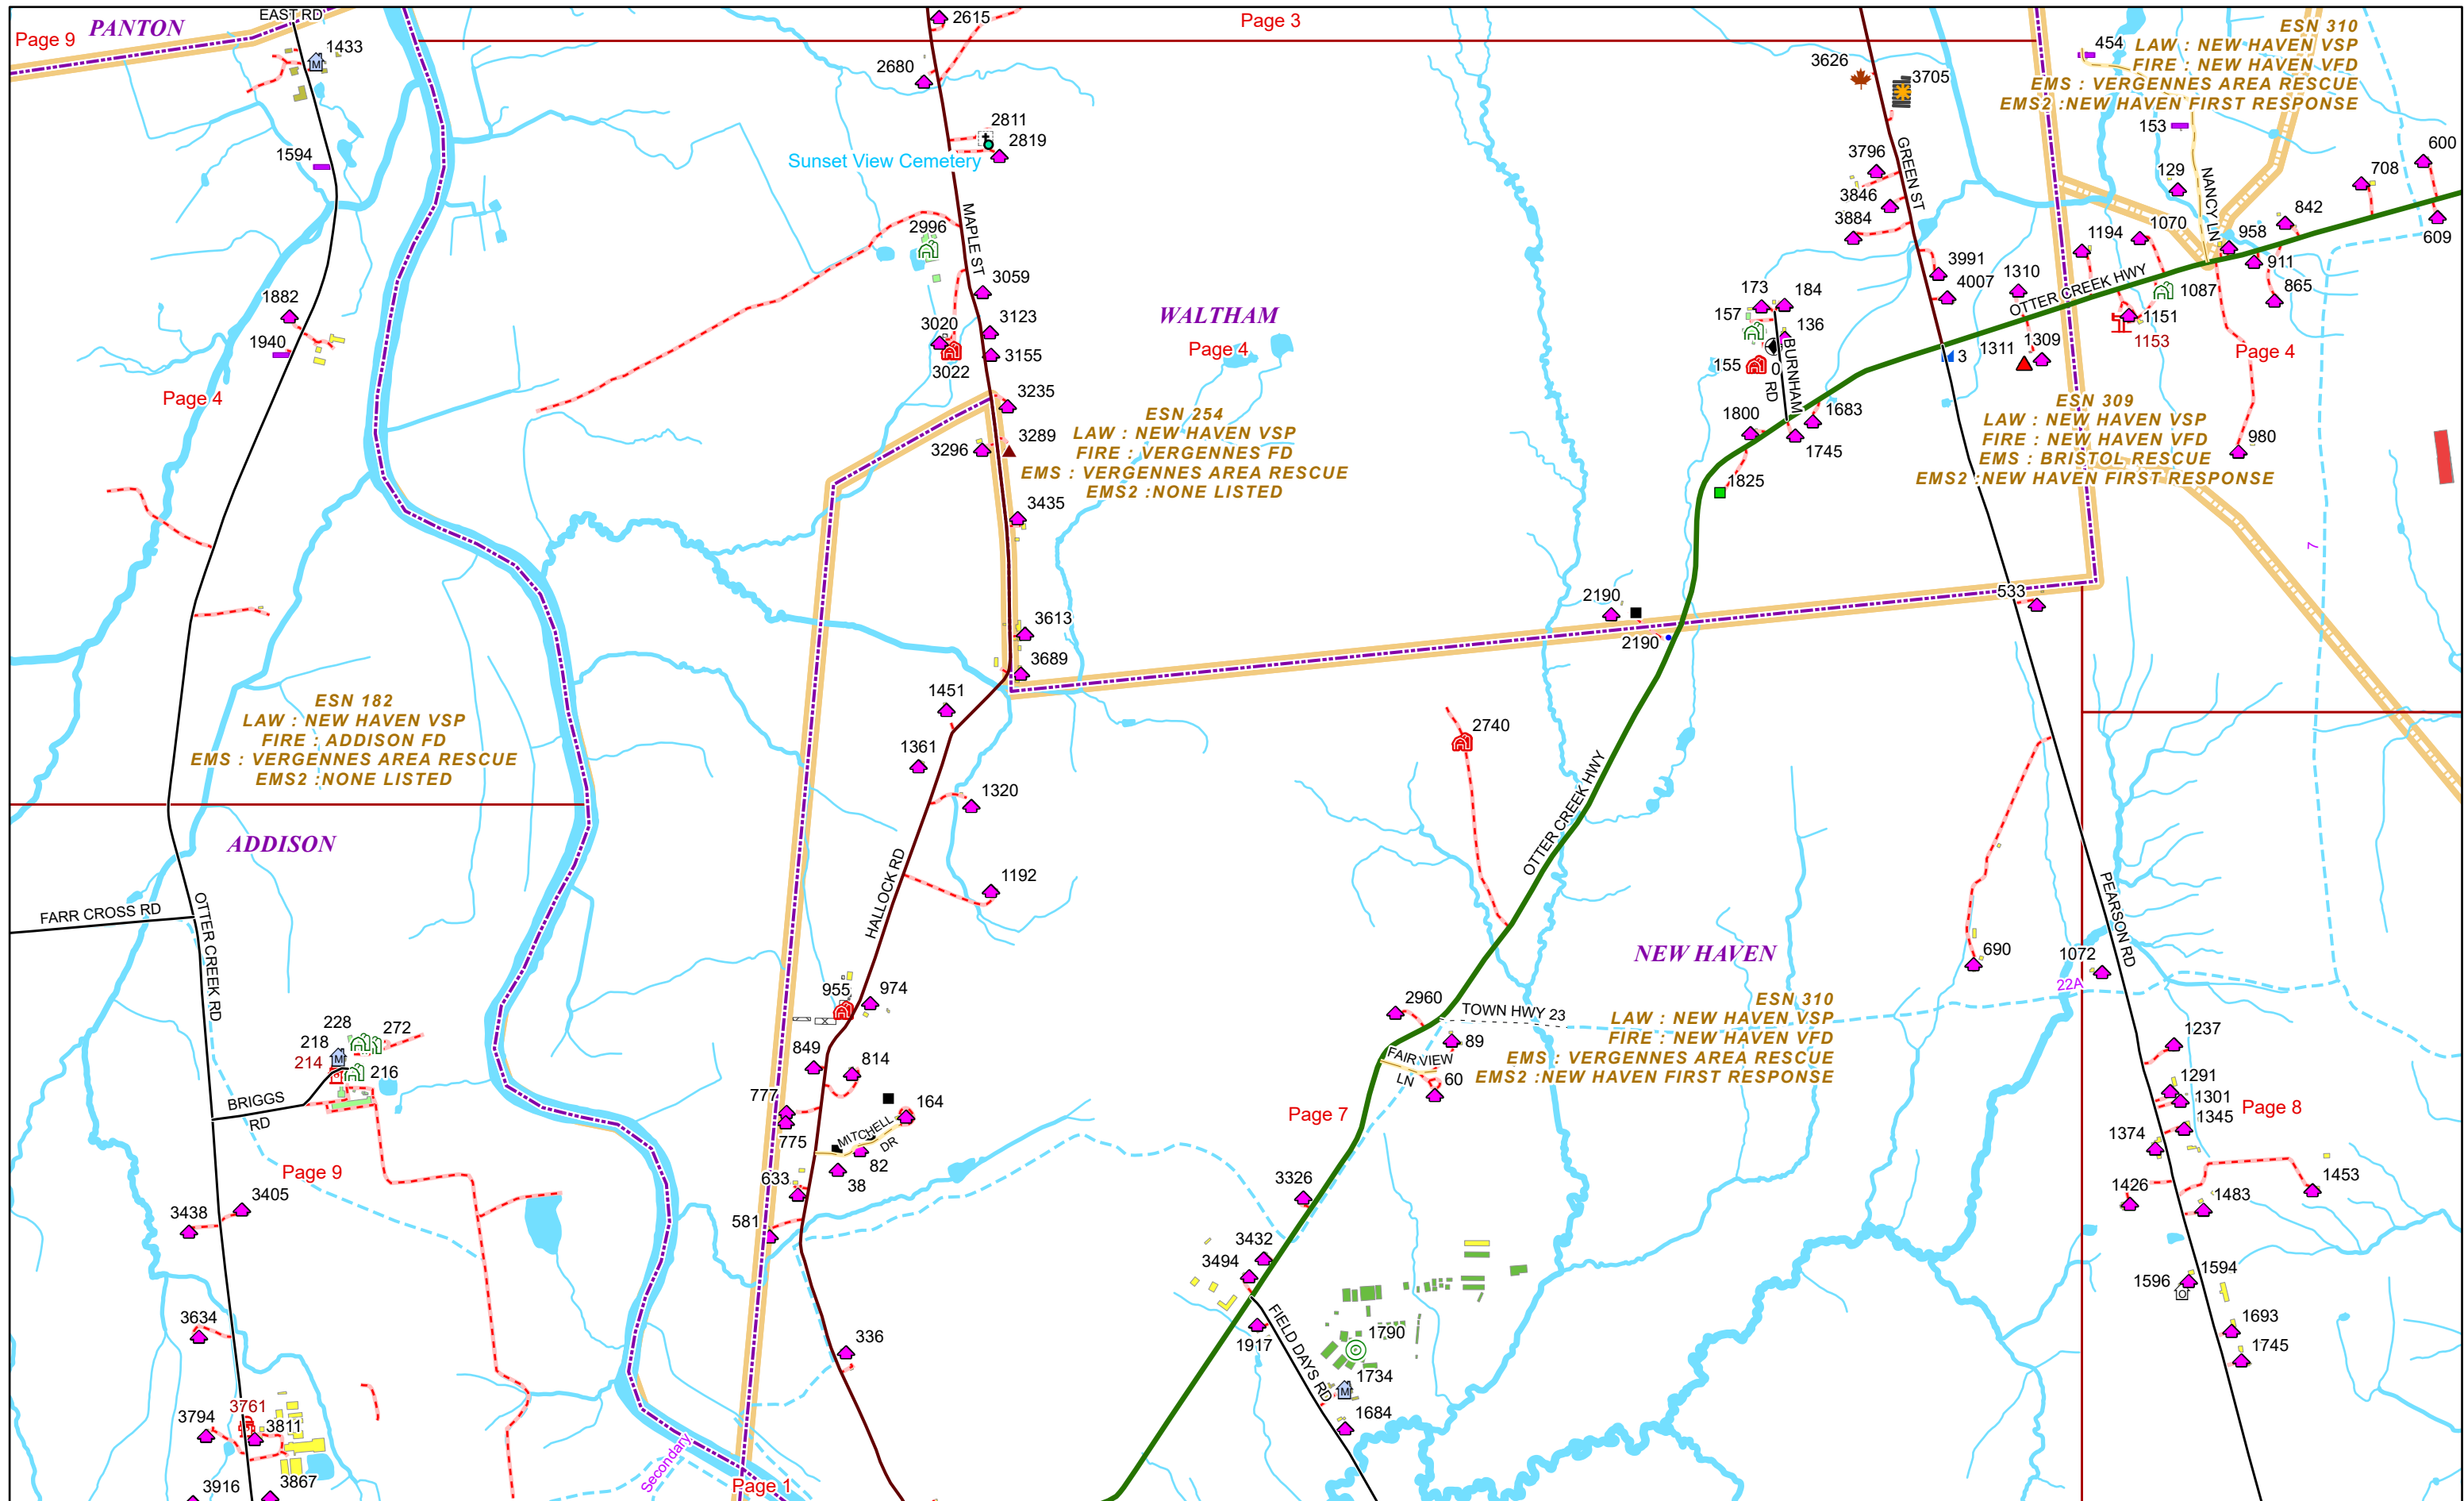 EAST RD
PANTON
Page 9
1433
2615
Page 3
2680
3626
3705
454
ESN 310
LAW : NEW HAVEN VSP
FIRE : NEW HAVEN VFD
EMS : VERGENNES AREA RESCUE
EMS2 :NEW HAVEN FIRST RESPONSE
1594
2811
2819
Sunset View Cemetery
153
129
NANCY LN
600
708
3796
GREEN ST
3846
3884
842
609
MAPLE ST
2996
1194
1070
958
911
3991
4007
1310
OTTER CREEK HWY
1087
865
3059
1882
1940
3020
3123
3155
3022
WALTHAM
Page 4
173
184
157
136
155
0
BURNHAM
RD
3
1311
1309
1151
1153
Page 4
Page 4
3235
3289
3296
ESN 254
LAW : NEW HAVEN VSP
FIRE : VERGENNES FD
EMS : VERGENNES AREA RESCUE
EMS2 :NONE LISTED
1800
1683
1745
1825
ESN 309
LAW : NEW HAVEN VSP
FIRE : NEW HAVEN VFD
EMS : BRISTOL RESCUE
EMS2 :NEW HAVEN FIRST RESPONSE
980
3435
7
2190
2190
533
3613
3689
ESN 182
LAW : NEW HAVEN VSP
FIRE : ADDISON FD
EMS : VERGENNES AREA RESCUE
EMS2 :NONE LISTED
1451
1361
1320
2740
OTTER CREEK HWY
ADDISON
1192
HALLOCK RD
FARR CROSS RD
OTTER CREEK RD
NEW HAVEN
690
1072
PEARSON RD
22A
955
974
2960
TOWN HWY 23
89
ESN 310
LAW : NEW HAVEN VSP
FIRE : NEW HAVEN VFD
EMS : VERGENNES AREA RESCUE
EMS2 :NEW HAVEN FIRST RESPONSE
228
272
218
214
216
BRIGGS
RD
849
814
777
775
164
MITCHELL
DR
82
38
633
581
FAIR VIEW
LN
60
Page 7
1237
1291
1301
1345
1374
Page 8
1426
1453
1483
Page 9
3405
3438
3326
3432
3494
1594
1596
1693
1745
3634
336
1917
FIELD DAYS RD
1790
1734
1684
3794
3761
3811
3867
3916
Secondary
Page 1